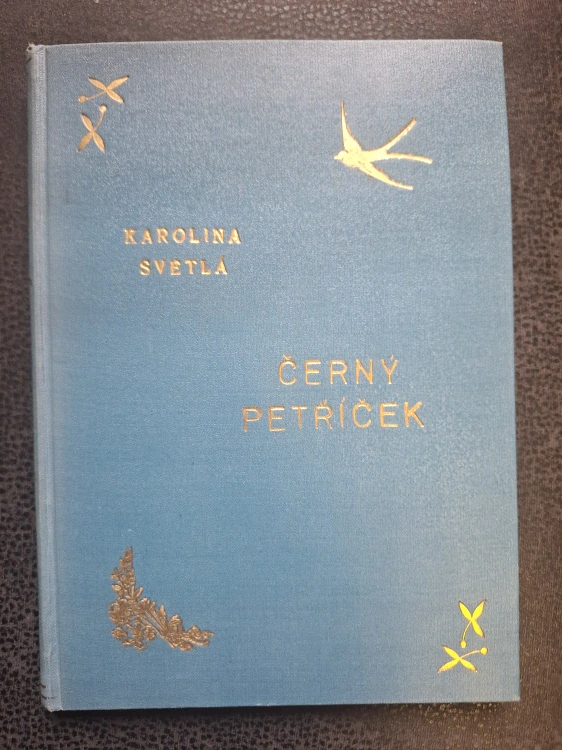 KAROLINA
SVĚTLÁ
ČERNÝ
PETŘÍČEK